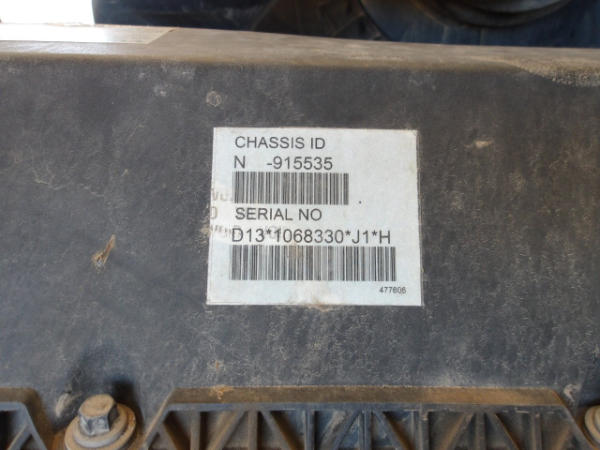 CHASSIS ID
N -915535
SERIAL NO
D13*1068330*J1*H
477606